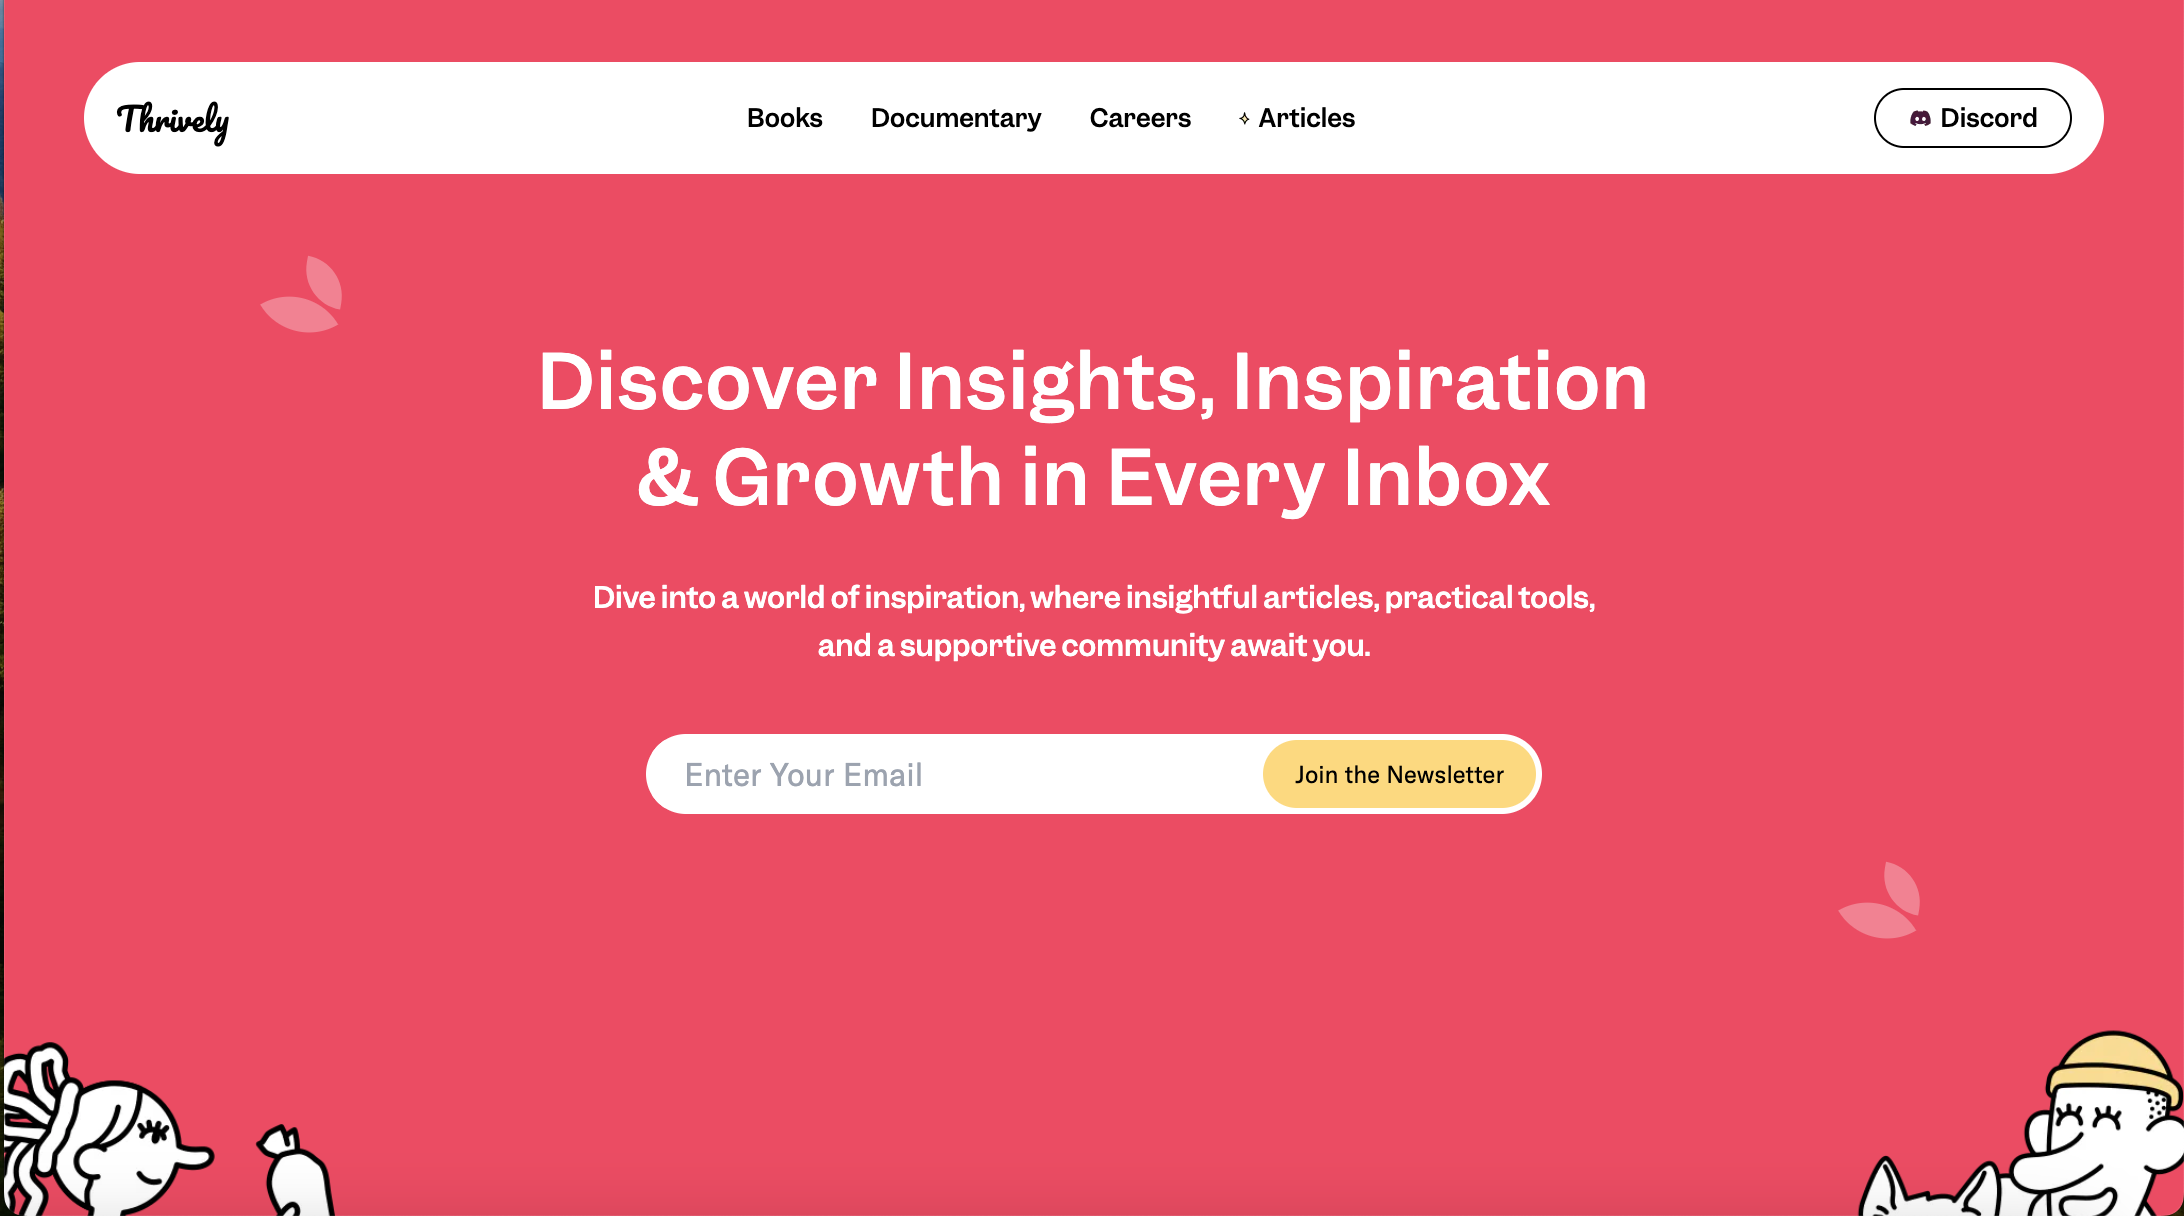 Thrively
Books Documentary Careers Articles
Discord
Discover Insights, Inspiration
& Growth in Every Inbox
Dive into a world of inspiration, where insightful articles, practical tools,
and a supportive community await you.
Enter Your Email
Join the Newsletter